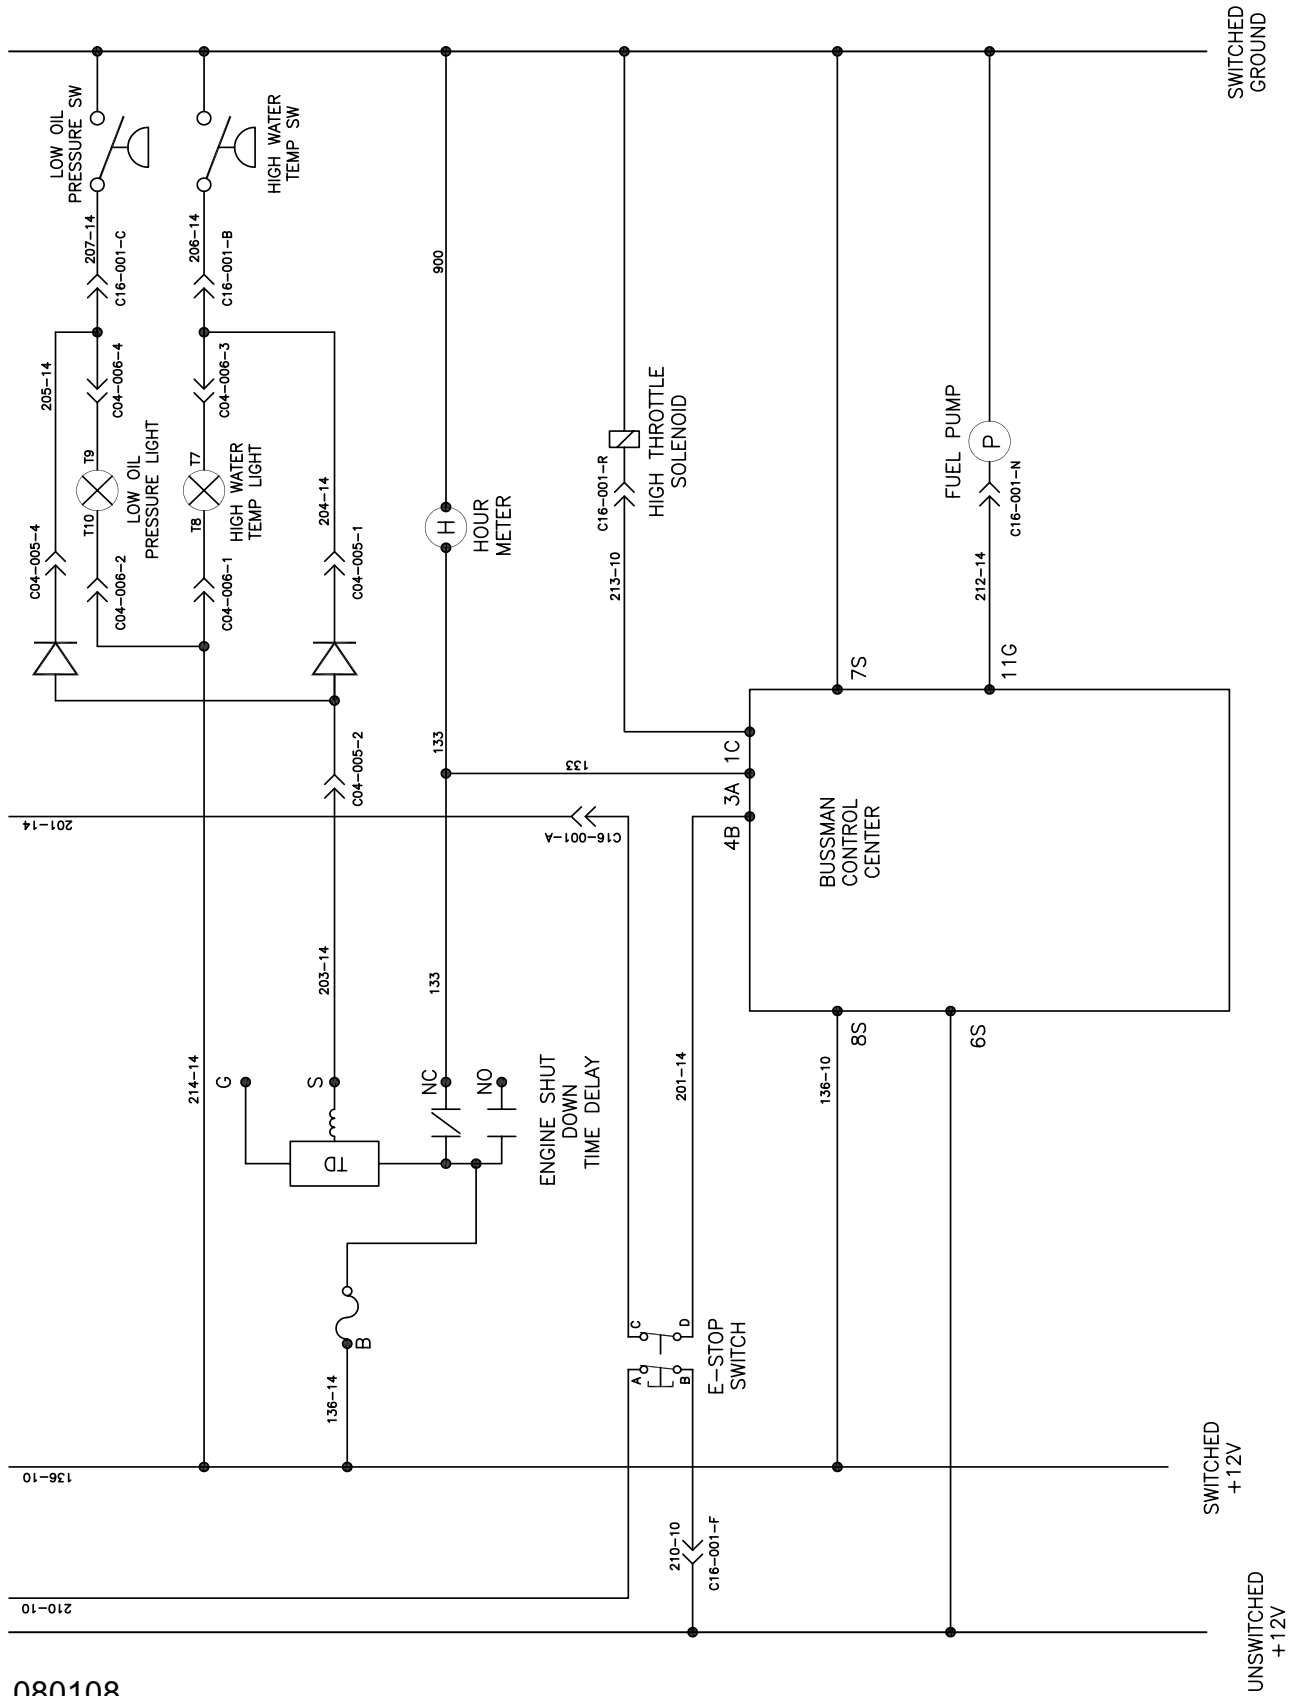 SWITCHED
GROUND
LOW OIL
PRESSURE SW
HIGH WATER
TEMP SW
207-14
C16-001-C
206-14
C16-001-B
900
205-14
C04-006-4
C04-006-3
T9
T10
LOW OIL
PRESSURE LIGHT
T7
T8
HIGH WATER
TEMP LIGHT
204-14
C04-005-4
C04-006-2
C04-006-1
C04-005-1
H
HOUR
METER
C16-001-R
HIGH THROTTLE
SOLENOID
213-10
FUEL PUMP
P
C16-001-N
212-14
7S
11G
133
133
1C
3A
4B
C04-005-2
201-14
C16-001-A
BUSSMAN
CONTROL
CENTER
203-14
133
214-14
G
S
NC
NO
TD
ENGINE SHUT
DOWN
TIME DELAY
201-14
136-10
8S
6S
B
136-14
C
D
A
B
E-STOP
SWITCH
136-10
SWITCHED
+12V
210-10
C16-001-F
210-10
UNSWITCHED
+12V
080108